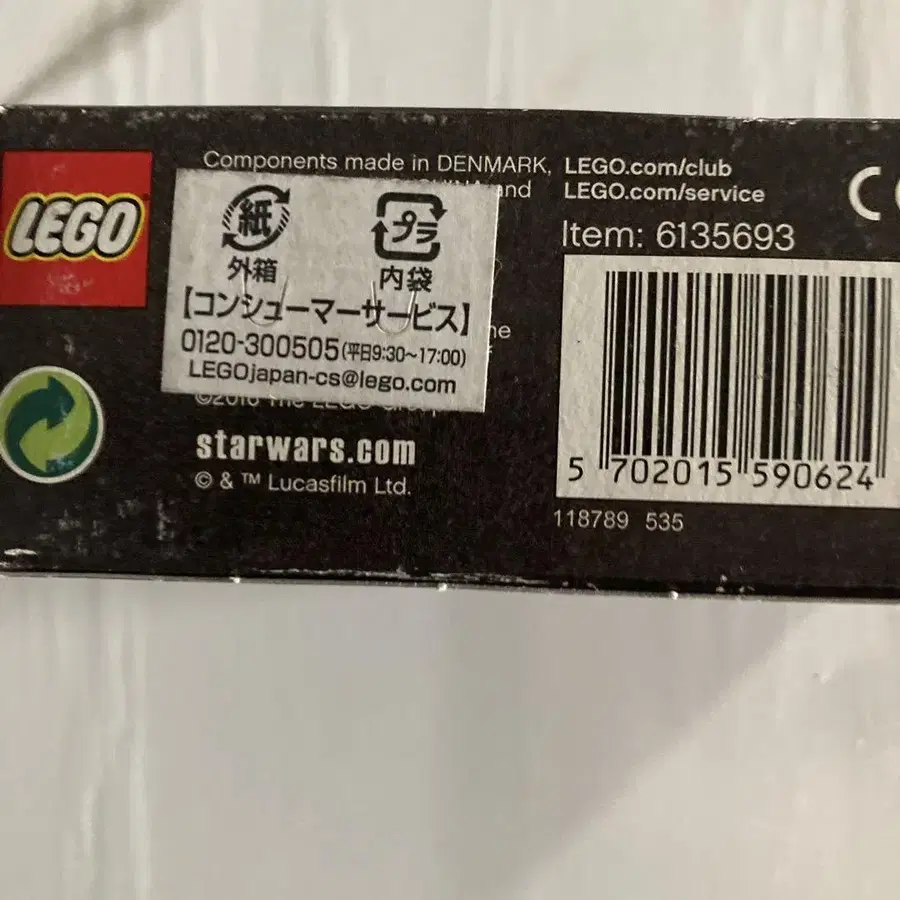 LEGO
Components made in DENMARK,
and
紙
プラ
外箱
内袋
【コンシューマーサービス】
0120-300505(平日9:30~17:00)
LEGOjapan-cs@lego.com
he
starwars.com
© & ™ Lucasfilm Ltd.
LEGO.com/club
LEGO.com/service
Item: 6135693
5 702015 590624
118789 535